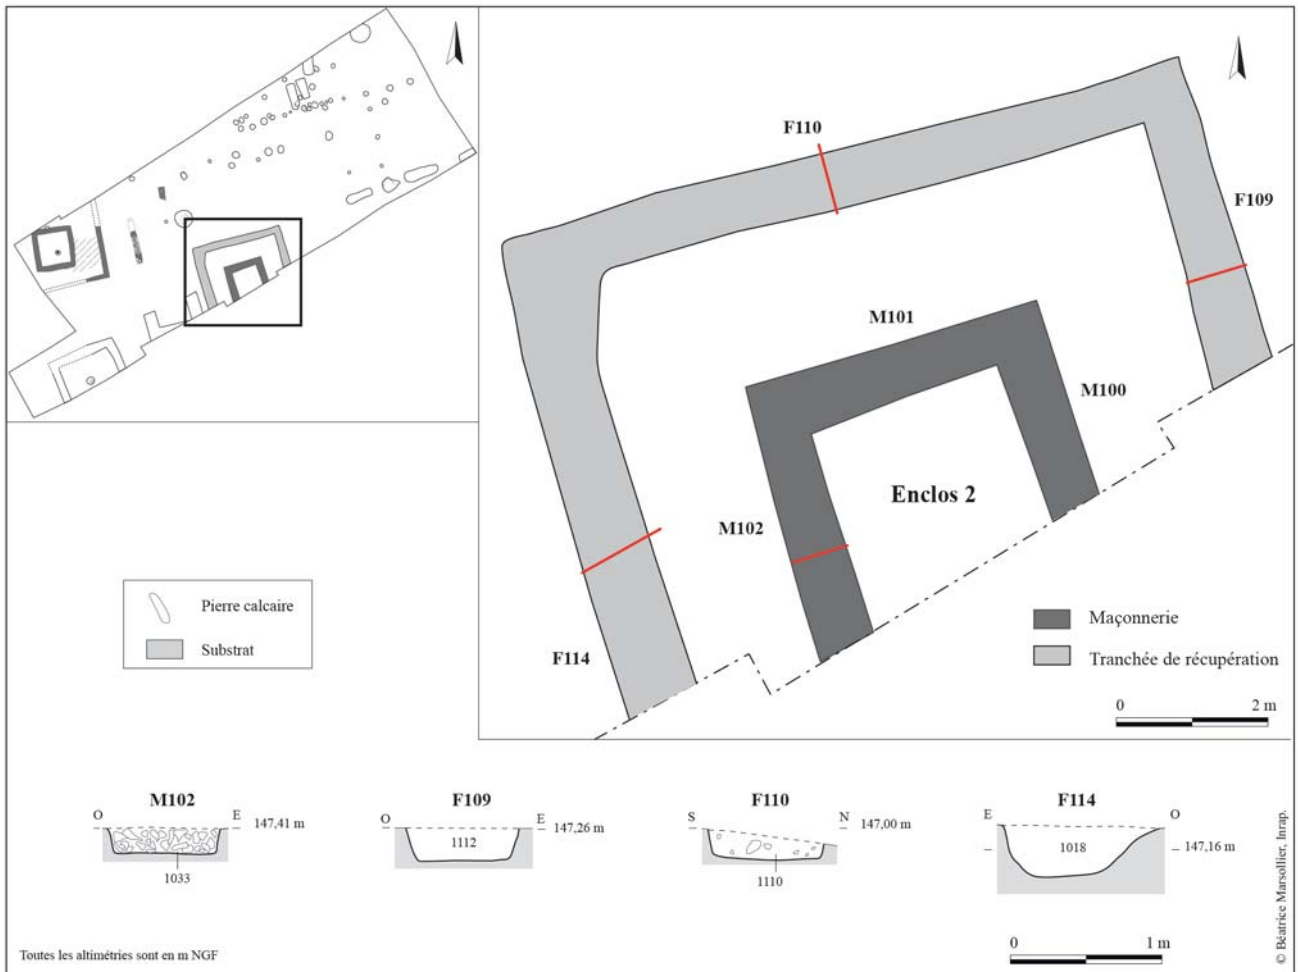 F110
F109
M101
M100
Enclos 2
M102
F114
Pierre calcaire
Substrat
Maçonnerie
Tranchée de récupération
0 2 m
M102
O E 147,41 m
1033
F109
O E 147,26 m
1112
F110
S N 147,00 m
1110
F114
E O
1018 147,16 m
0 1 m
Toutes les altimétries sont en m NGF
© Béatrice Marsollier, Inrap.